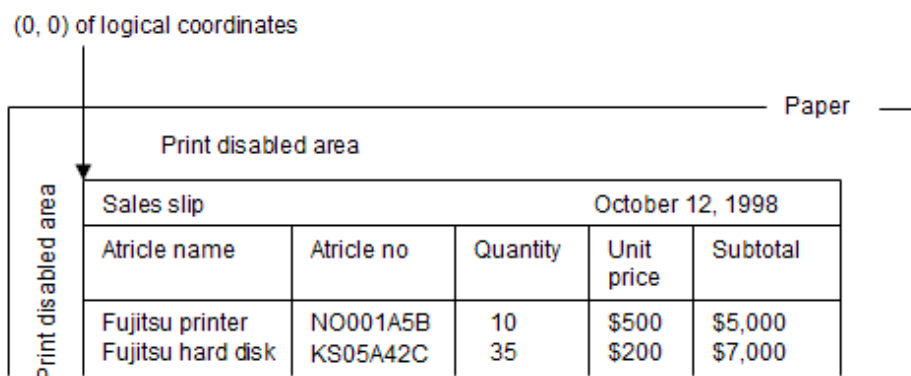 (0, 0) of logical coordinates
Paper
Print disabled area
Print disabled area
Sales slip October 12, 1998
Atricle name Atricle no Quantity Unit price Subtotal
Fujitsu printer NO001A5B 10 $500 $5,000
Fujitsu hard disk KS05A42C 35 $200 $7,000